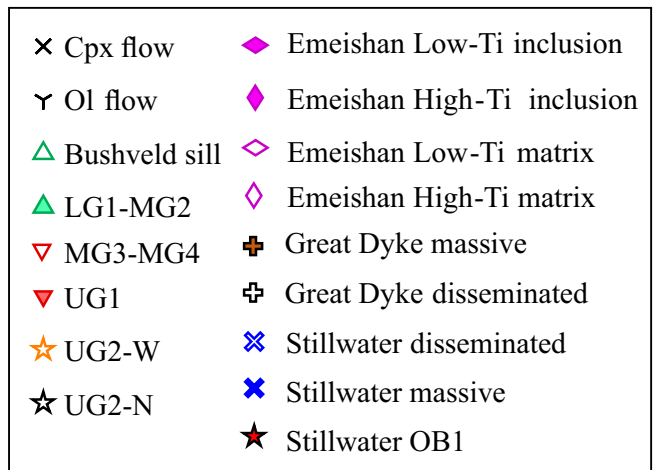 Cpx flow
Ol flow
Bushveld sill
LG1-MG2
MG3-MG4
UG1
UG2-W
UG2-N
Emeishan Low-Ti inclusion
Emeishan High-Ti inclusion
Emeishan Low-Ti matrix
Emeishan High-Ti matrix
Great Dyke massive
Great Dyke disseminated
Stillwater disseminated
Stillwater massive
Stillwater OB1